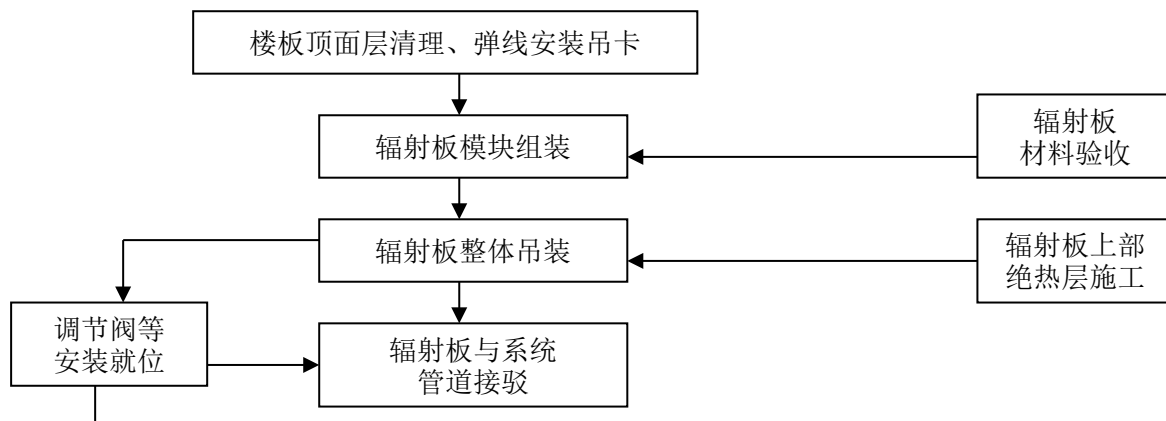 楼板顶面层清理、弹线安装吊卡
辐射板模块组装
辐射板
材料验收
辐射板整体吊装
辐射板上部
绝热层施工
调节阀等
安装就位
辐射板与系统
管道接驳